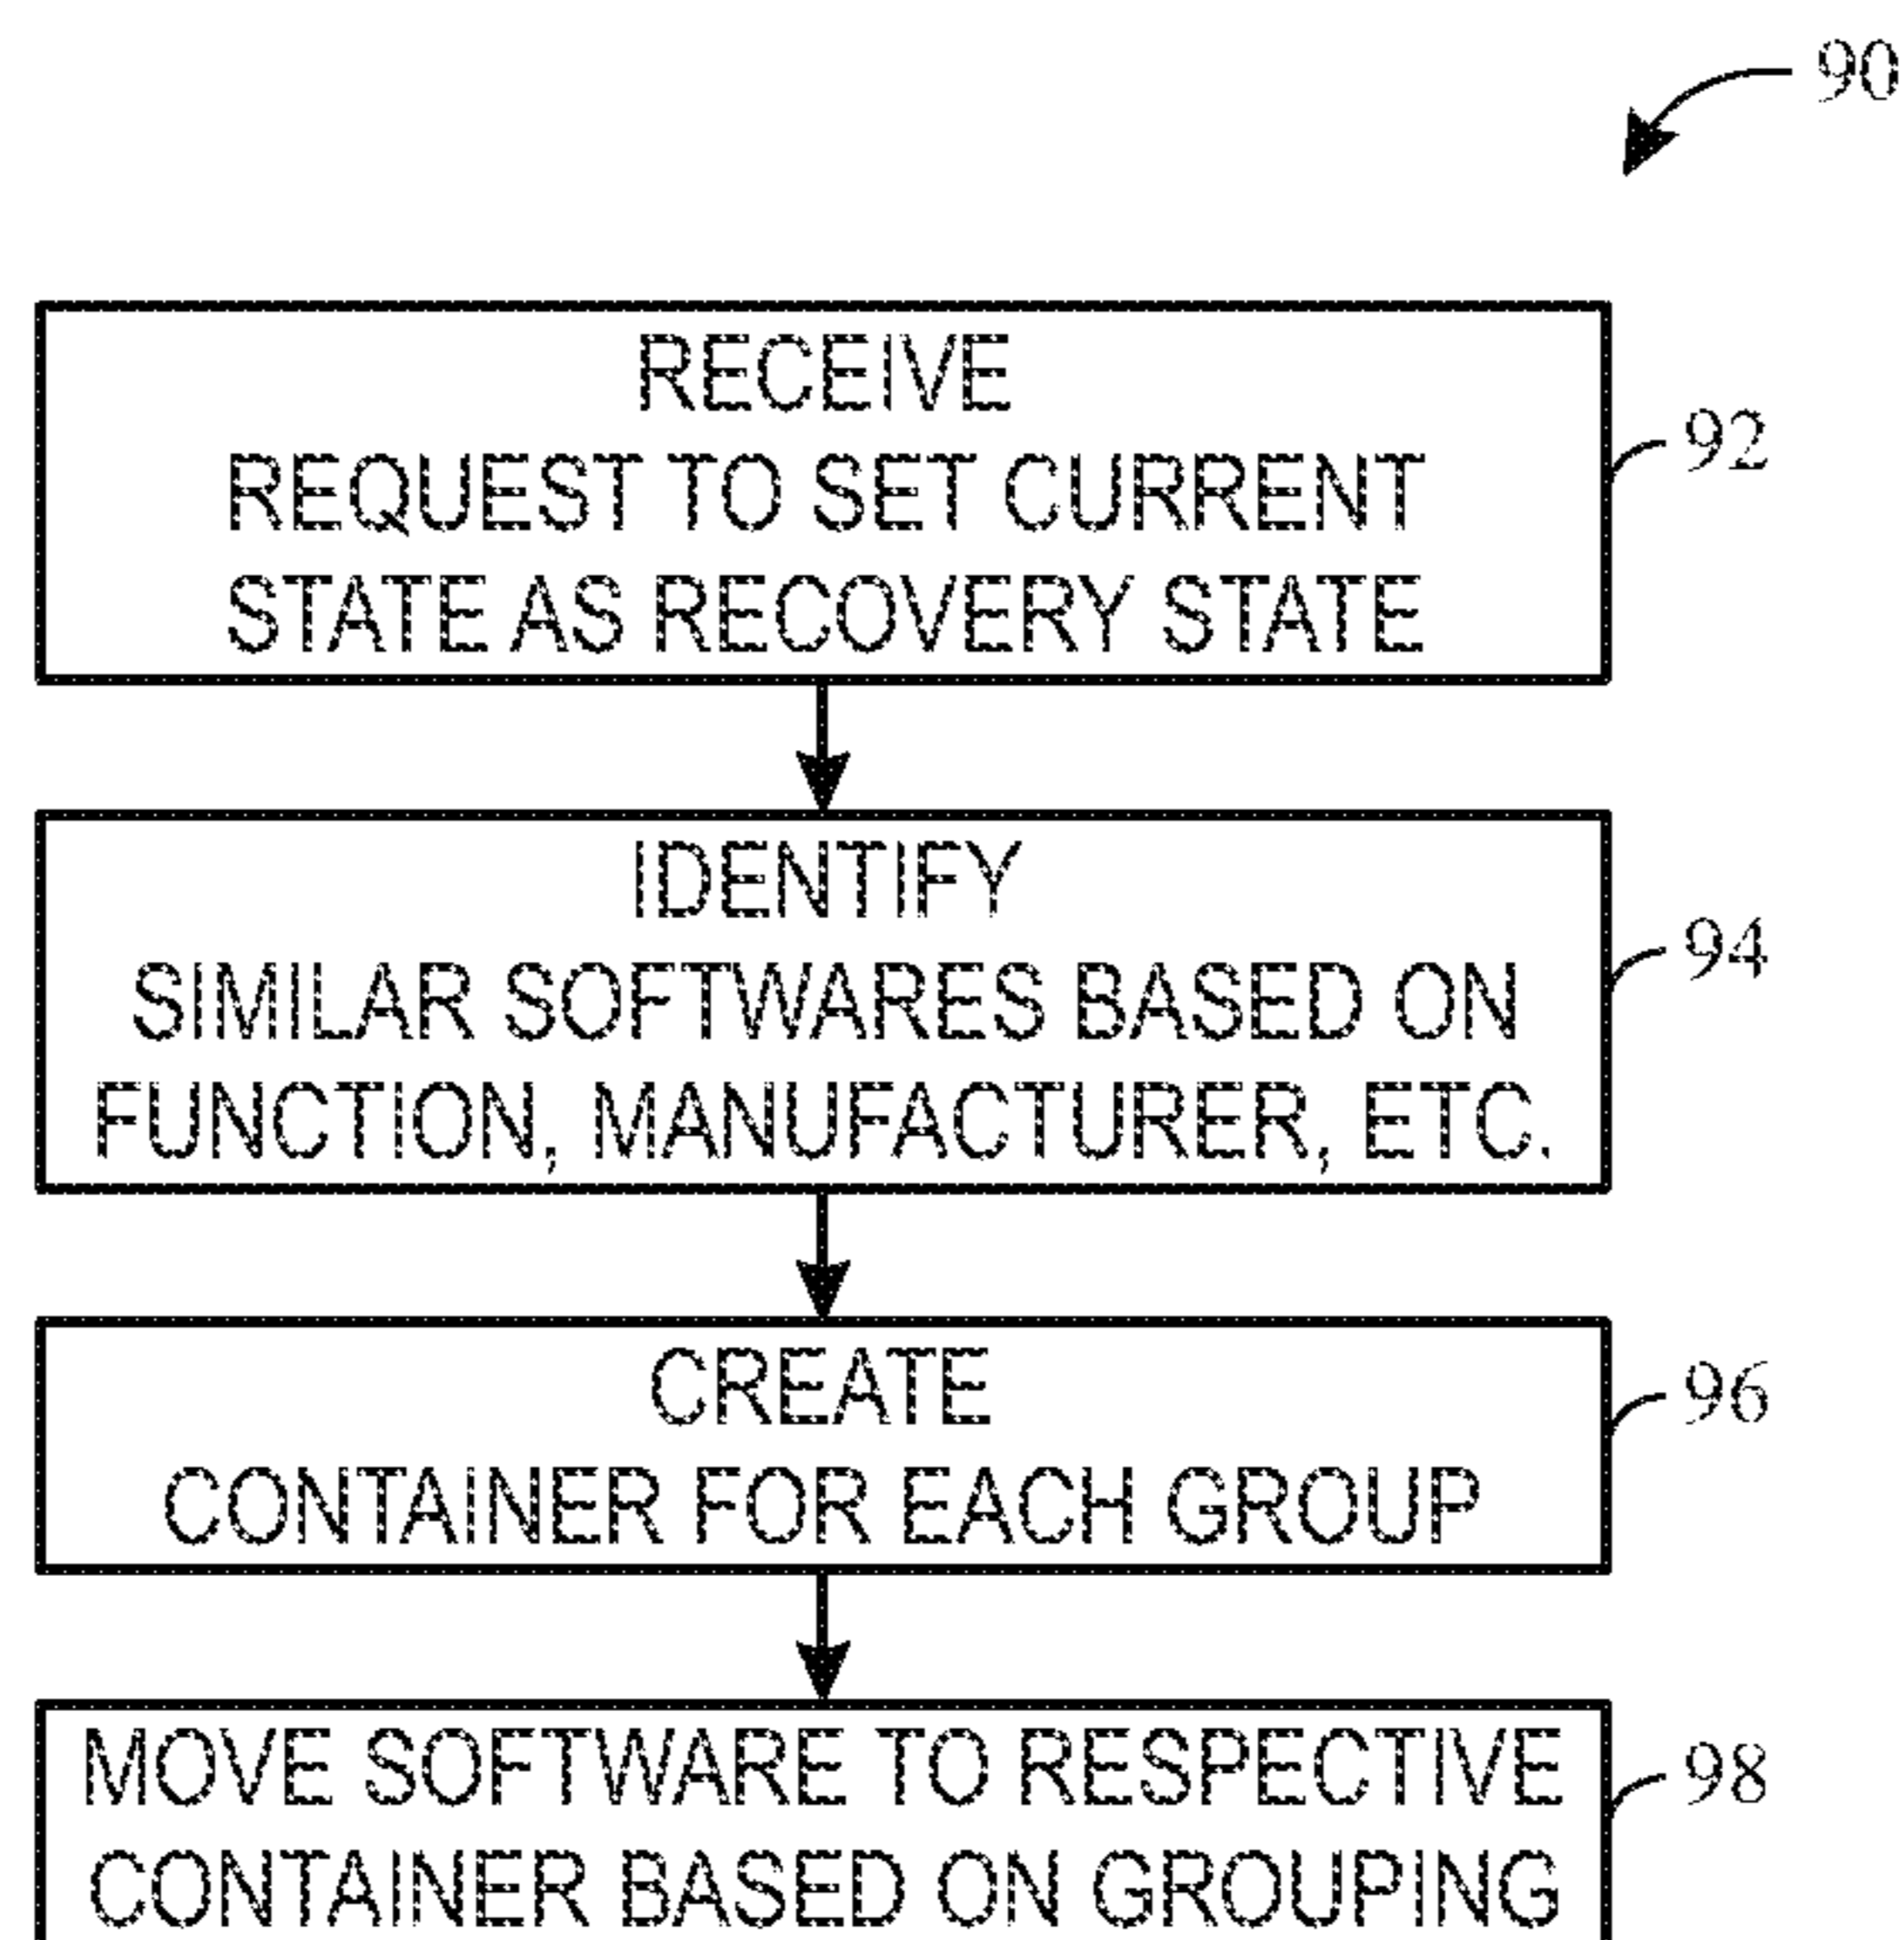 90
RECEIVE
REQUEST TO SET CURRENT
STATE AS RECOVERY STATE
92
IDENTIFY
SIMILAR SOFTWARES BASED ON
FUNCTION, MANUFACTURER, ETC.
94
CREATE
CONTAINER FOR EACH GROUP
96
MOVE SOFTWARE TO RESPECTIVE
CONTAINER BASED ON GROUPING
98